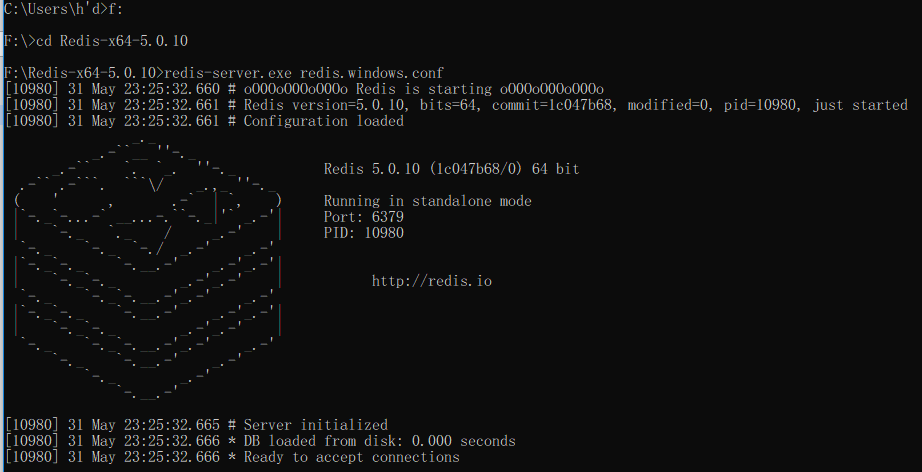 C:\Users\h'd>f:
F:\>cd Redis-x64-5.0.10
F:\Redis-x64-5.0.10>redis-server.exe redis.windows.conf
[10980] 31 May 23:25:32.660 # oO0OoO0OoO0Oo Redis is starting oO0OoO0OoO0Oo
[10980] 31 May 23:25:32.661 # Redis version=5.0.10, bits=64, commit=1c047b68, modified=0, pid=10980, just started
[10980] 31 May 23:25:32.661 # Configuration loaded
Redis 5.0.10 (1c047b68/0) 64 bit
Running in standalone mode
Port: 6379
PID: 10980
http://redis.io
[10980] 31 May 23:25:32.665 # Server initialized
[10980] 31 May 23:25:32.666 * DB loaded from disk: 0.000 seconds
[10980] 31 May 23:25:32.666 * Ready to accept connections